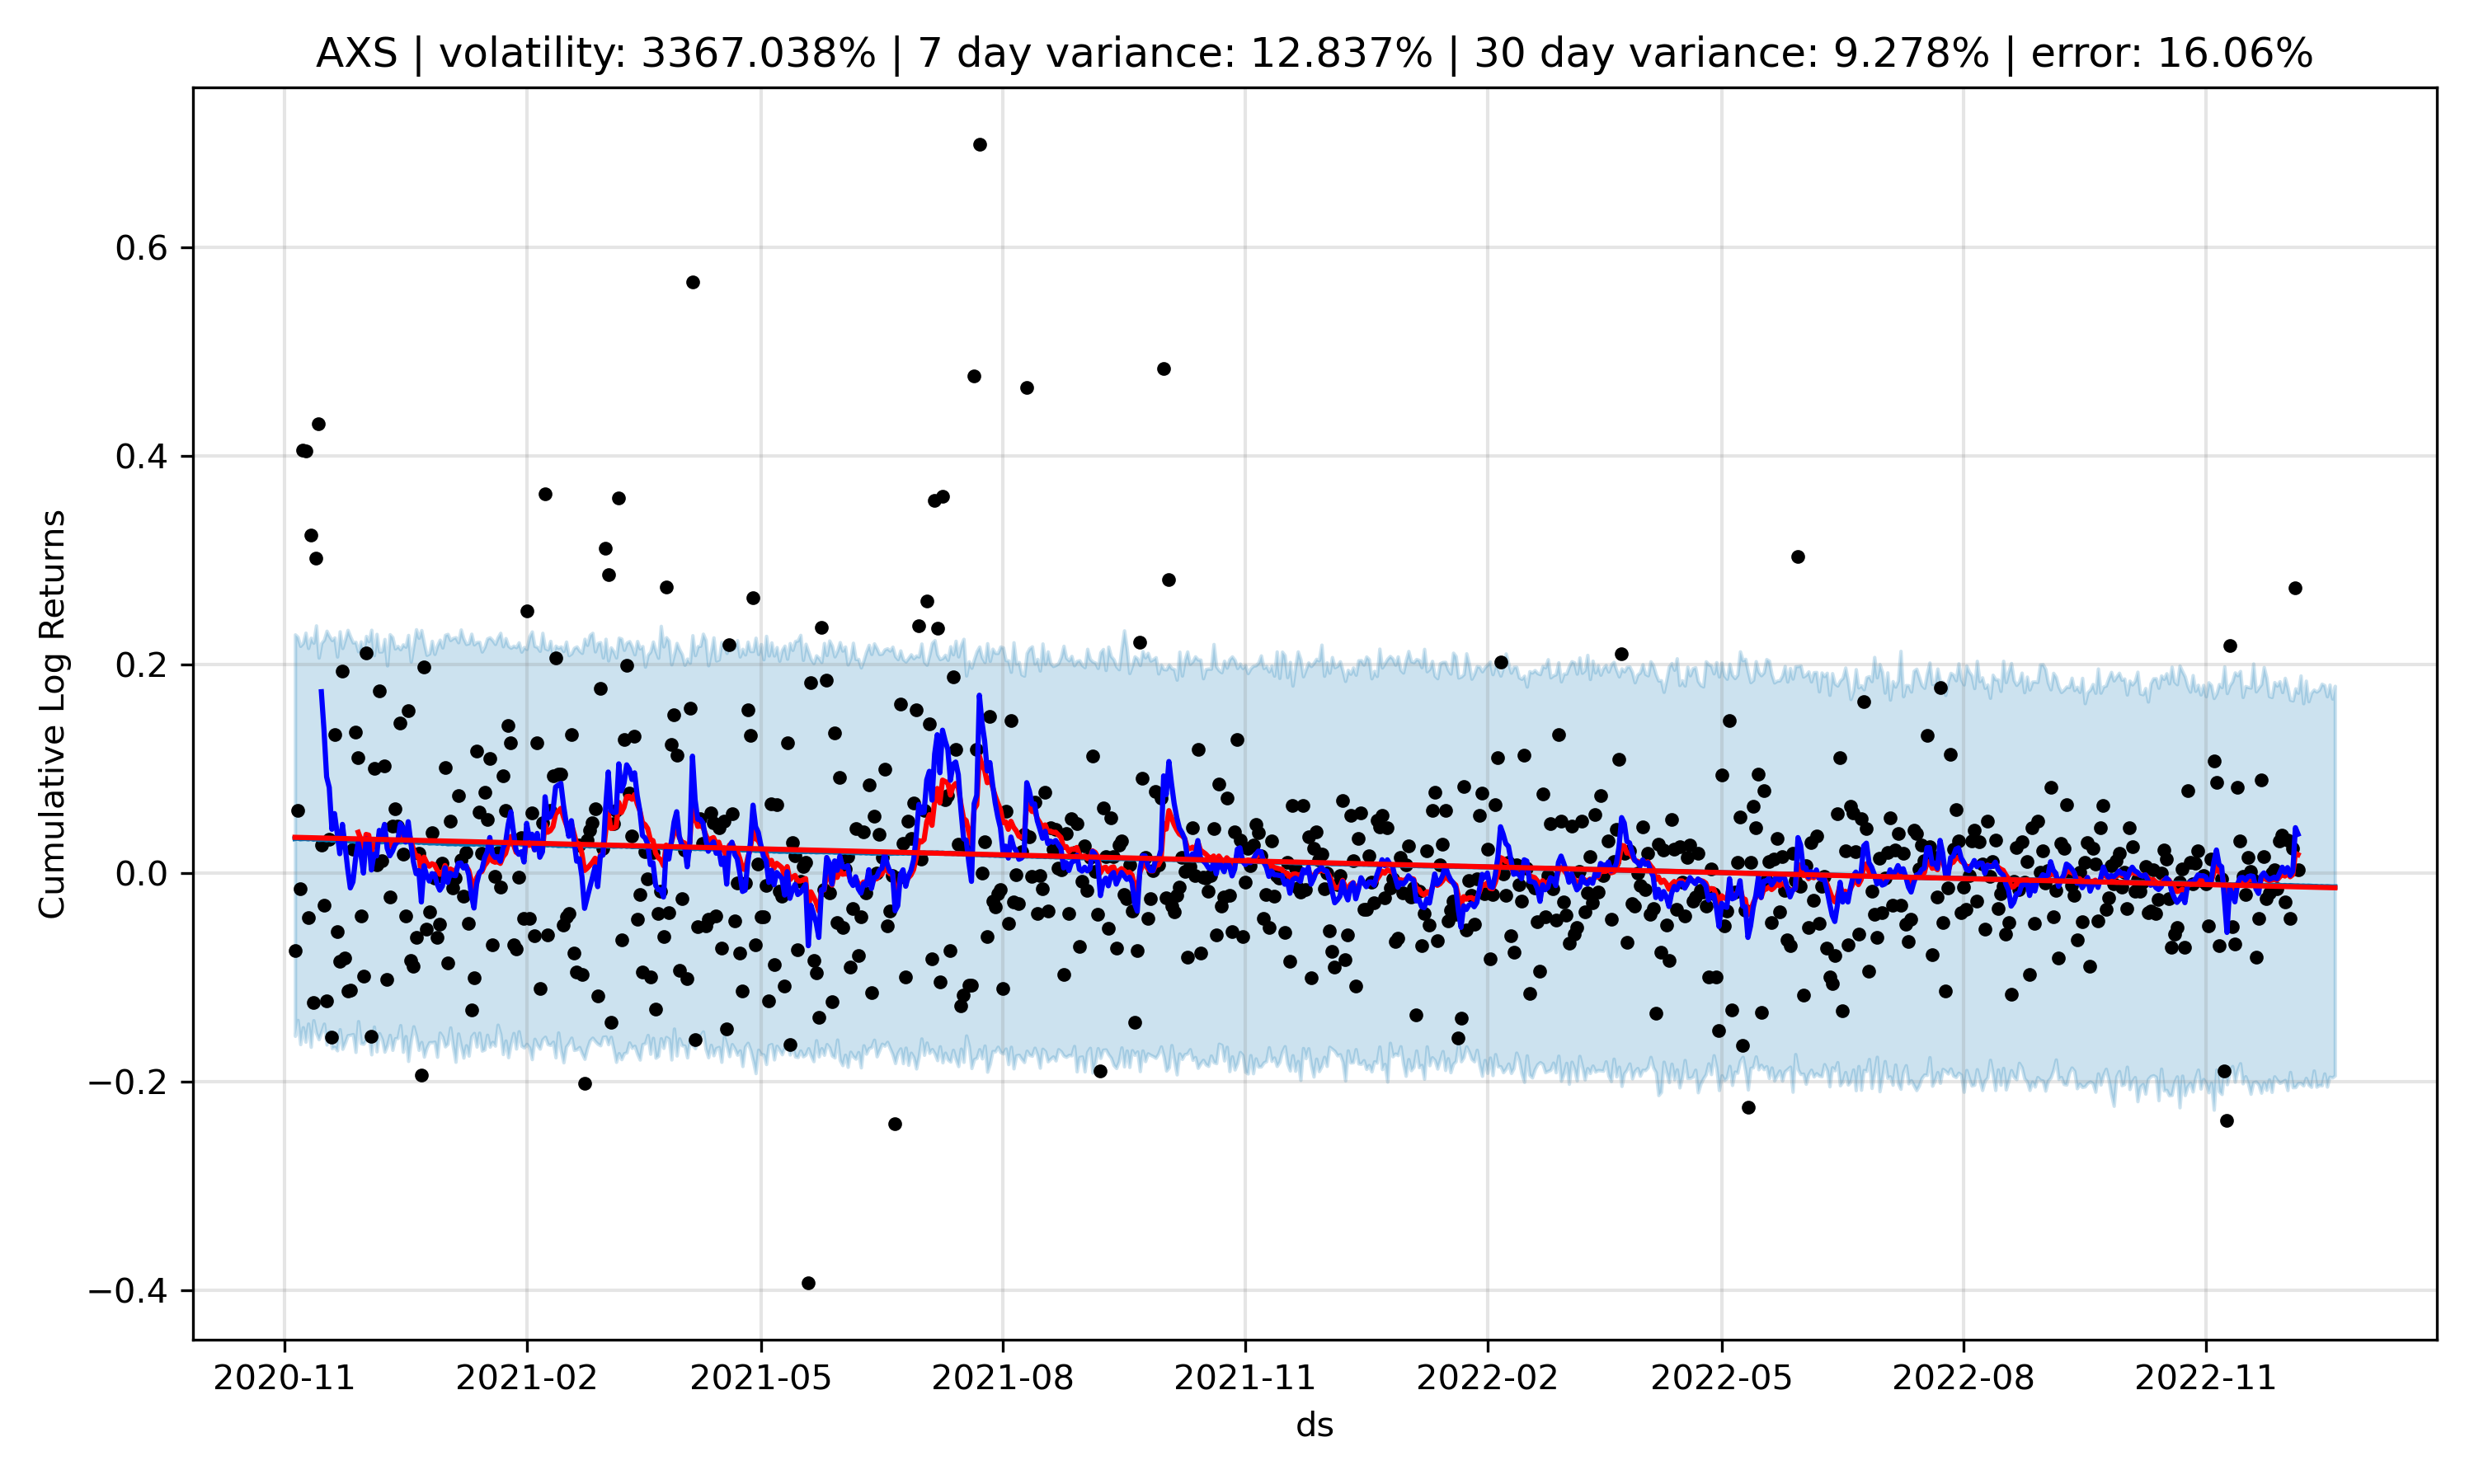 AXS | volatility: 3367.038% | 7 day variance: 12.837% | 30 day variance: 9.278% | error: 16.06%
Cumulative Log Returns
0.6
0.4
0.2
0.0
−0.2
−0.4
2020-11 2021-02 2021-05 2021-08 2021-11 2022-02 2022-05 2022-08 2022-11
ds